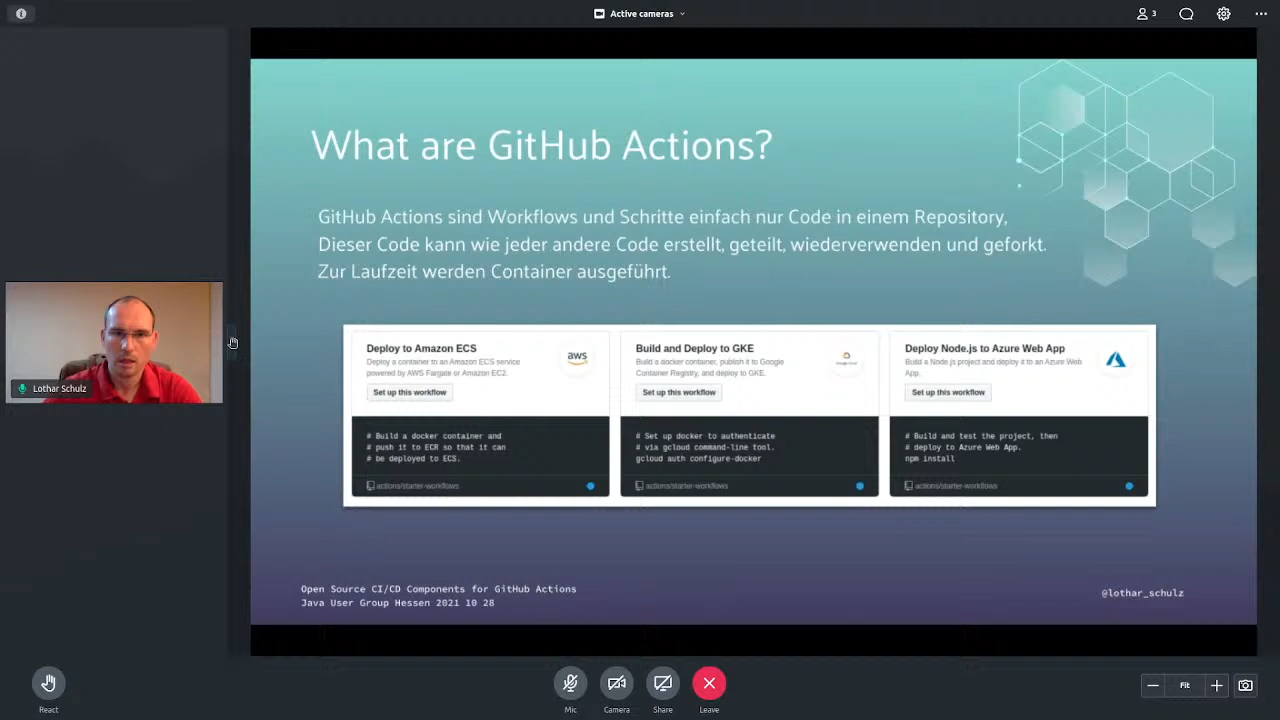 Active cameras
3
What are GitHub Actions?
GitHub Actions sind Workflows und Schritte einfach nur Code in einem Repository,
Dieser Code kann wie jeder andere Code erstellt, geteilt, wiederverwenden und geforkt.
Zur Laufzeit werden Container ausgeführt.
Deploy to Amazon ECS
Deploy a container to an Amazon ECS service
powered by AWS Fargate or Amazon EC2.
Set up this workflow
aws
# Build a docker container and
# push it to ECR so that it can
# be deployed to ECS.
actions/starter-workflows
Build and Deploy to GKE
Build a docker container, publish it to Google
Container Registry, and deploy to GKE.
Set up this workflow
Google Cloud
# Set up docker to authenticate
# via gcloud command-line tool.
gcloud auth configure-docker
actions/starter-workflows
Deploy Node.js to Azure Web App
Build a Node.js project and deploy it to an Azure Web
App.
Set up this workflow
# Build and test the project, then
# deploy to Azure Web App.
npm install
actions/starter-workflows
Lothar Schulz
Open Source CI/CD Components for GitHub Actions
Java User Group Hessen 2021 10 28
@lothar_schulz
React
Mic
Camera
Share
Leave
Fit